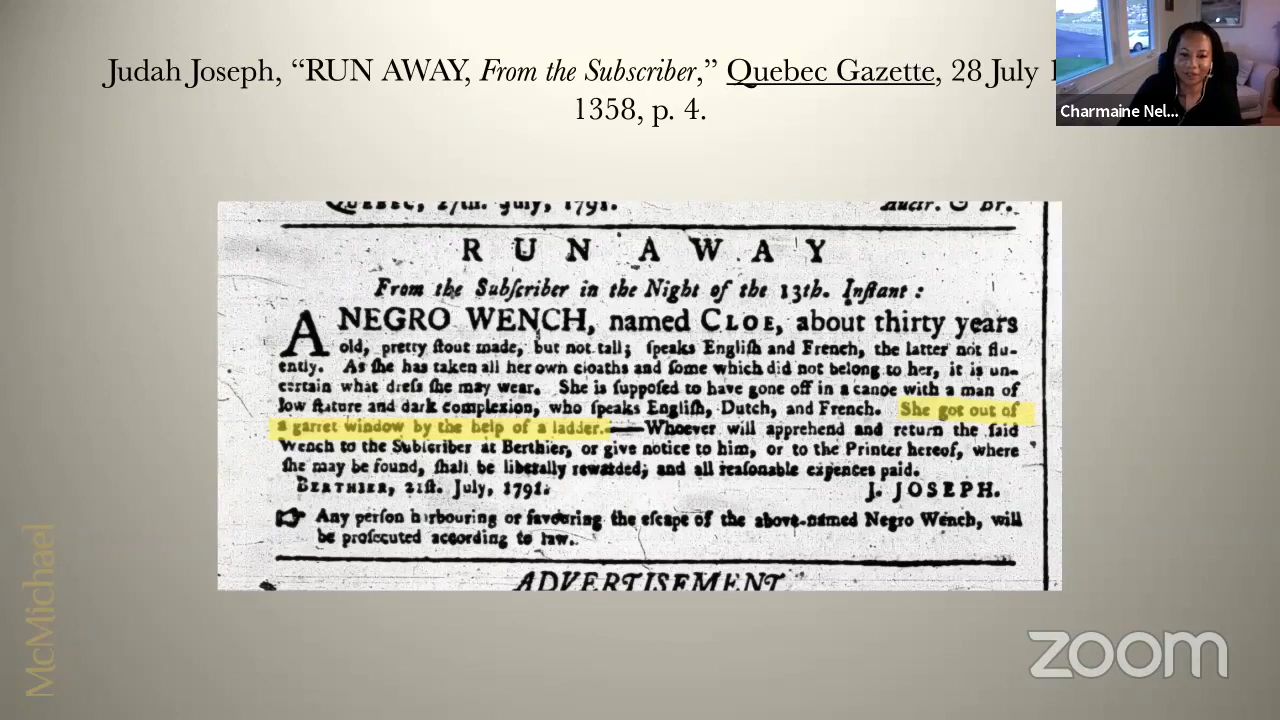 Judah Joseph, “RUN AWAY, From the Subscriber,” Quebec Gazette, 28 July
1358, p. 4.
Charmaine Nel...
QUEBEC, 27th. July, 1791. Auctr. & Br.
RUN AWAY
From the Subſcriber in the Night of the 13th. Inſtant :
A NEGRO WENCH, named CLOE, about thirty years
old, pretty ſtout made, but not tall; ſpeaks Engliſh and French, the latter not flu-
ently. As ſhe has taken all her own cloaths and ſome which did not belong to her, it is un-
certain what dreſs ſhe may wear. She is ſuppoſed to have gone off in a canoe with a man of
low ſtature and dark complexion, who ſpeaks Engliſh, Dutch, and French. She got out of
a garret window by the help of a ladder.—Whoever will apprehend and return the ſaid
Wench to the Subſcriber at Berthier, or give notice to him, or to the Printer hereof, where
ſhe may be found, ſhall be liberally rewarded; and all reaſonable expences paid.
BERTHIER, 21ſt. July, 1791. J. JOSEPH.
☞ Any perſon harbouring or favouring the eſcape of the above-named Negro Wench, will
be proſecuted according to law.
ADVERTISEMENT
McMichael
zoom